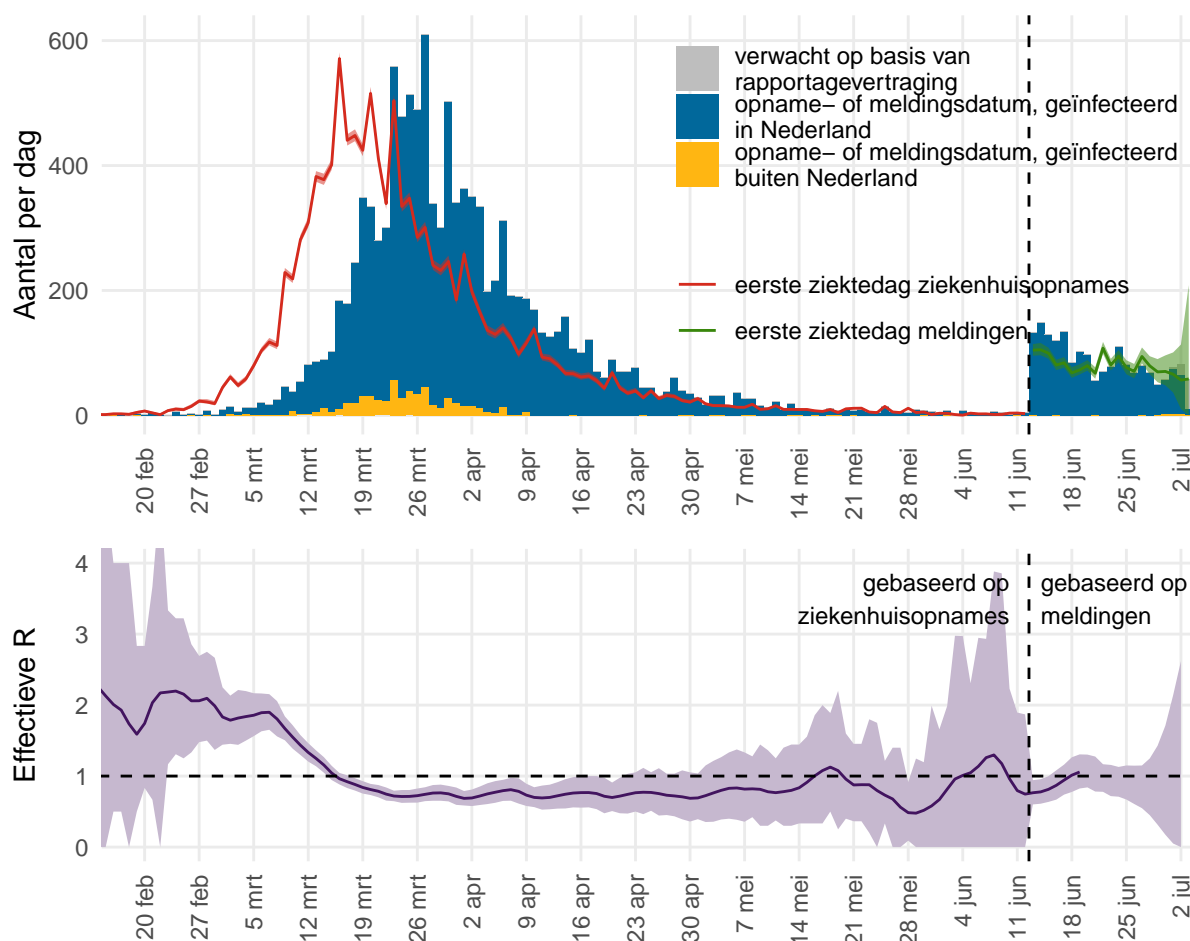 600
400
200
0
Aantal per dag
verwacht op basis van
rapportagevertraging
opname– of meldingsdatum, geïnfecteerd
in Nederland
opname– of meldingsdatum, geïnfecteerd
buiten Nederland
eerste ziektedag ziekenhuisopnames
eerste ziektedag meldingen
20 feb
27 feb
5 mrt
12 mrt
19 mrt
26 mrt
2 apr
9 apr
16 apr
23 apr
30 apr
7 mei
14 mei
21 mei
28 mei
4 jun
11 jun
18 jun
25 jun
2 jul
4
3
2
1
0
Effectieve R
gebaseerd op
ziekenhuisopnames
gebaseerd op
meldingen
20 feb
27 feb
5 mrt
12 mrt
19 mrt
26 mrt
2 apr
9 apr
16 apr
23 apr
30 apr
7 mei
14 mei
21 mei
28 mei
4 jun
11 jun
18 jun
25 jun
2 jul